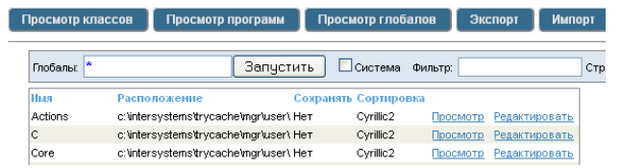 Просмотр классов Просмотр программ Просмотр глобалов Экспорт Импорт
Глобалы: * Запустить Система Фильтр: Стр
Имя Расположение Сохранять Сортировка
Actions c:\intersystems\trycache\mgr\user\ Нет Cyrillic2 Просмотр Редактировать
C c:\intersystems\trycache\mgr\user\ Нет Cyrillic2 Просмотр Редактировать
Core c:\intersystems\trycache\mgr\user\ Нет Cyrillic2 Просмотр Редактировать